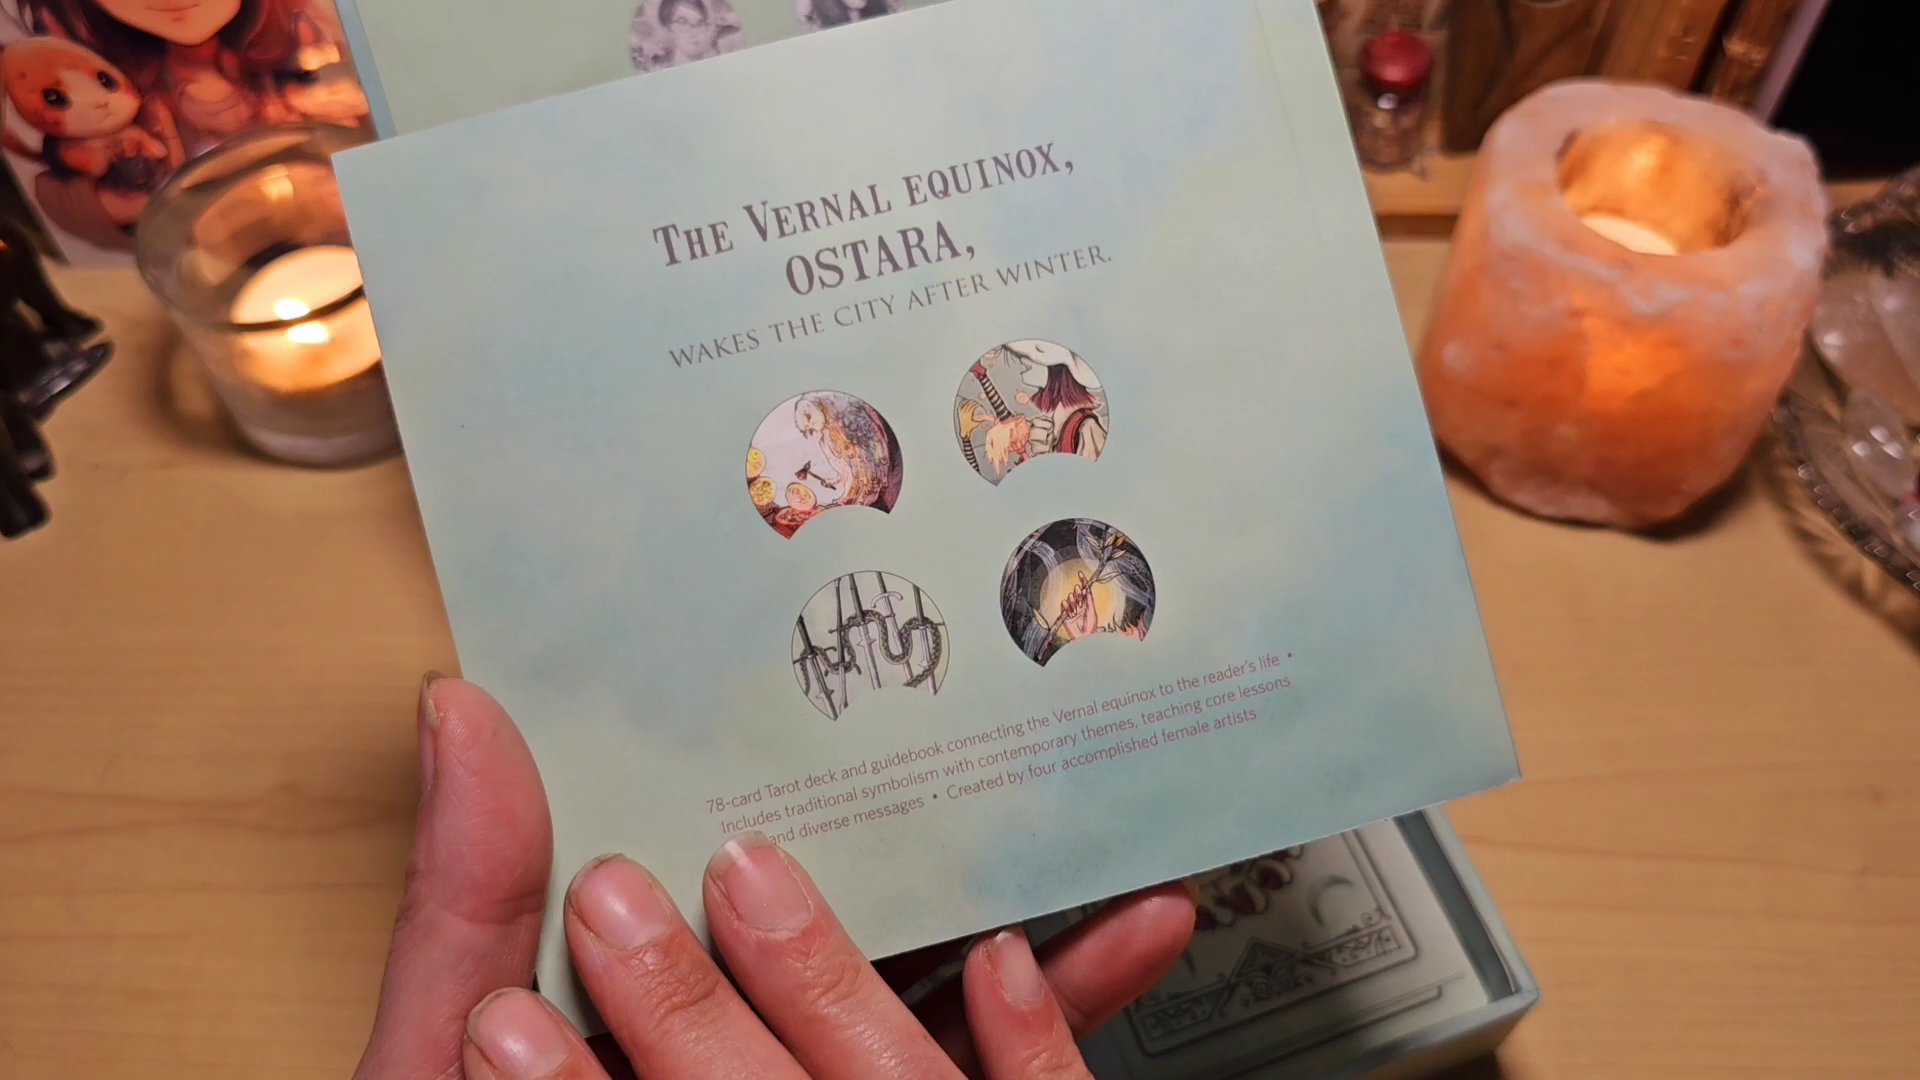 The Vernal Equinox,
OSTARA,
WAKES THE CITY AFTER WINTER.
78-card Tarot deck and guidebook connecting the Vernal equinox to the reader's life •
Includes traditional symbolism with contemporary themes, teaching core lessons
and diverse messages • Created by four accomplished female artists